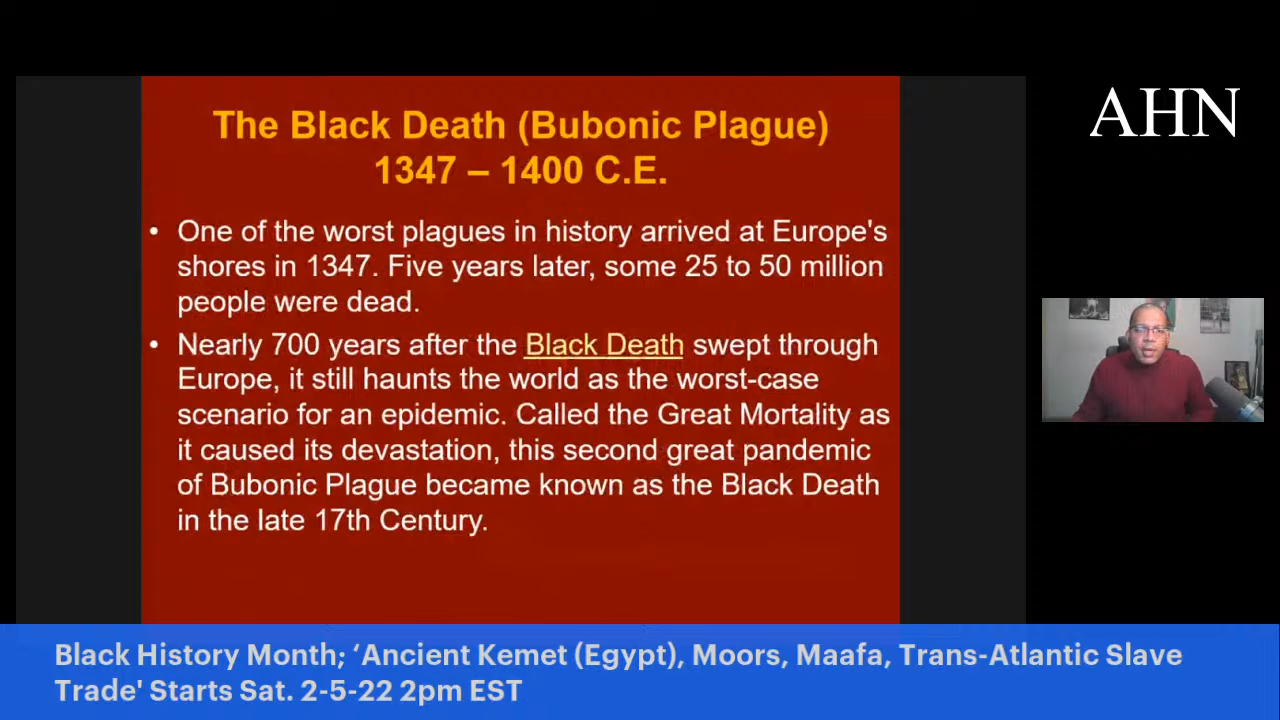 The Black Death (Bubonic Plague)
1347 – 1400 C.E.
AHN
• One of the worst plagues in history arrived at Europe's
shores in 1347. Five years later, some 25 to 50 million
people were dead.
• Nearly 700 years after the Black Death swept through
Europe, it still haunts the world as the worst-case
scenario for an epidemic. Called the Great Mortality as
it caused its devastation, this second great pandemic
of Bubonic Plague became known as the Black Death
in the late 17th Century.
Black History Month; ‘Ancient Kemet (Egypt), Moors, Maafa, Trans-Atlantic Slave
Trade' Starts Sat. 2-5-22 2pm EST